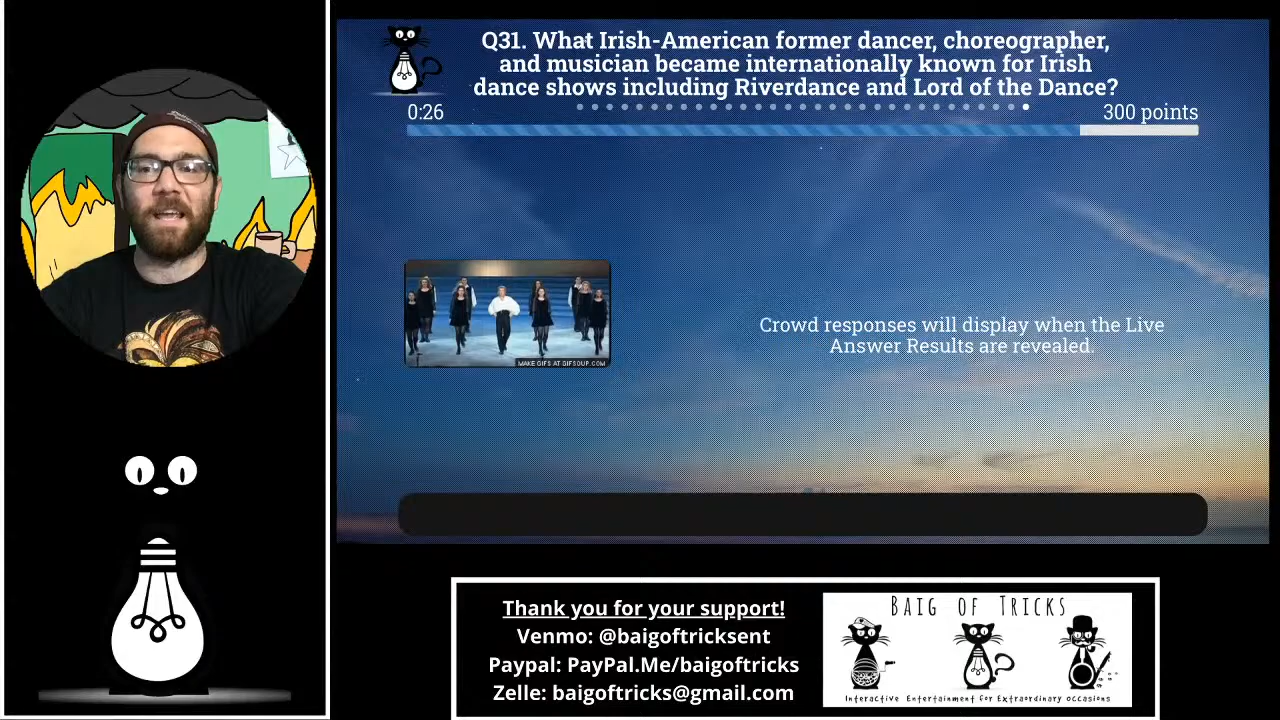 Q31. What Irish-American former dancer, choreographer,
and musician became internationally known for Irish
dance shows including Riverdance and Lord of the Dance?
0:26
300 points
MAKE GIFS AT GIFSOUP.COM
Crowd responses will display when the Live
Answer Results are revealed
Thank you for your support!
Venmo: @baigoftricksent
Paypal: PayPal.Me/baigoftricks
Zelle: baigoftricks@gmail.com
BAIG OF TRICKS
Interactive Entertainment for Extraordinary Occasions